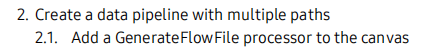 2. Create a data pipeline with multiple paths
2.1. Add a GenerateFlowFile processor to the canvas